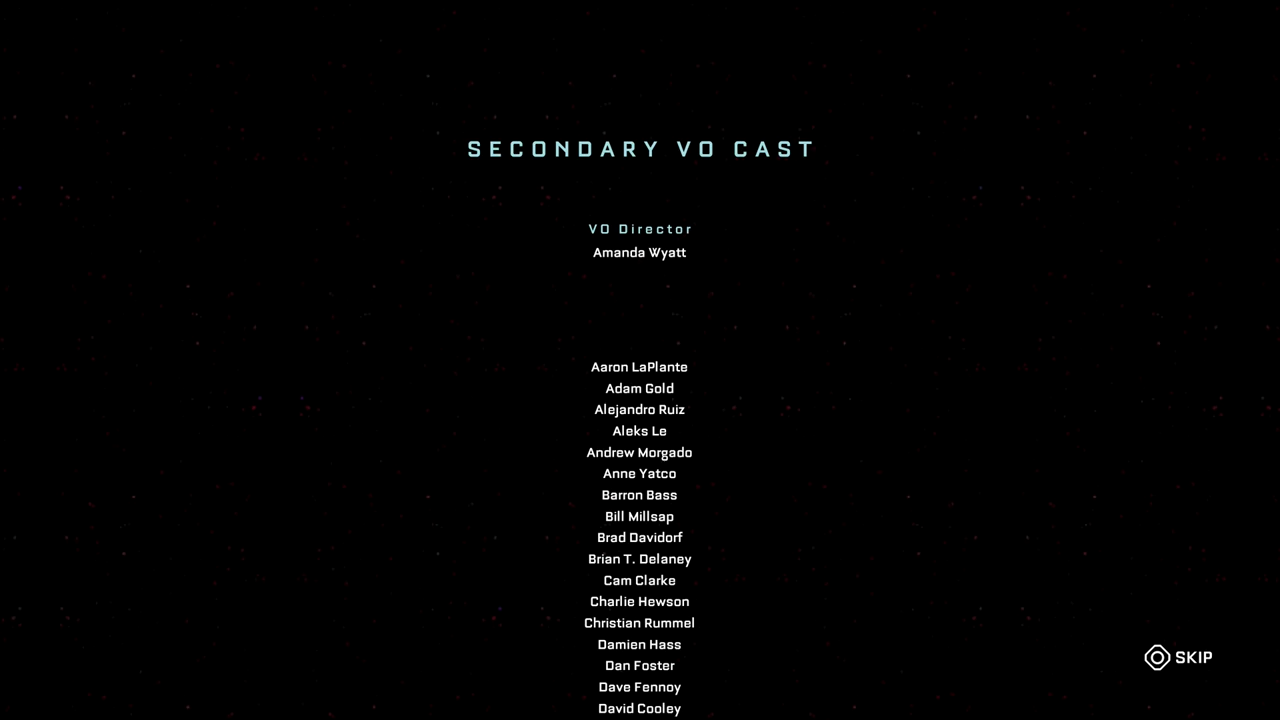 SECONDARY VO CAST
VO Director
Amanda Wyatt
Aaron LaPlante
Adam Gold
Alejandro Ruiz
Aleks Le
Andrew Morgado
Anne Yatco
Barron Bass
Bill Millsap
Brad Davidorf
Brian T. Delaney
Cam Clarke
Charlie Hewson
Christian Rummel
Damien Hass
Dan Foster
Dave Fennoy
David Cooley
SKIP